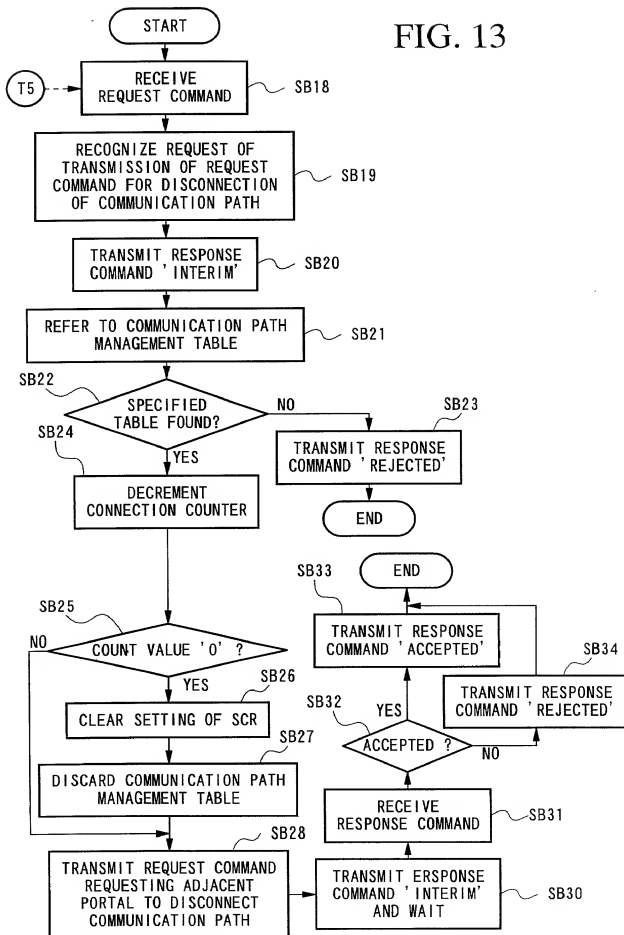 FIG. 13
START
T5
RECEIVE
REQUEST COMMAND
SB18
RECOGNIZE REQUEST OF
TRANSMISSION OF REQUEST
COMMAND FOR DISCONNECTION
OF COMMUNICATION PATH
SB19
TRANSMIT RESPONSE
COMMAND 'INTERIM'
SB20
REFER TO COMMUNICATION PATH
MANAGEMENT TABLE
SB21
SB22
SPECIFIED
TABLE FOUND?
NO
YES
SB23
TRANSMIT RESPONSE
COMMAND 'REJECTED'
END
SB24
DECREMENT
CONNECTION COUNTER
SB25
COUNT VALUE '0' ?
NO
YES
SB26
CLEAR SETTING OF SCR
SB27
DISCARD COMMUNICATION PATH
MANAGEMENT TABLE
SB28
TRANSMIT REQUEST COMMAND
REQUESTING ADJACENT
PORTAL TO DISCONNECT
COMMUNICATION PATH
TRANSMIT ERSPONSE
COMMAND 'INTERIM'
AND WAIT
SB30
RECEIVE
RESPONSE COMMAND
SB31
SB32
ACCEPTED ?
YES
NO
SB33
TRANSMIT RESPONSE
COMMAND 'ACCEPTED'
SB34
TRANSMIT RESPONSE
COMMAND 'REJECTED'
END